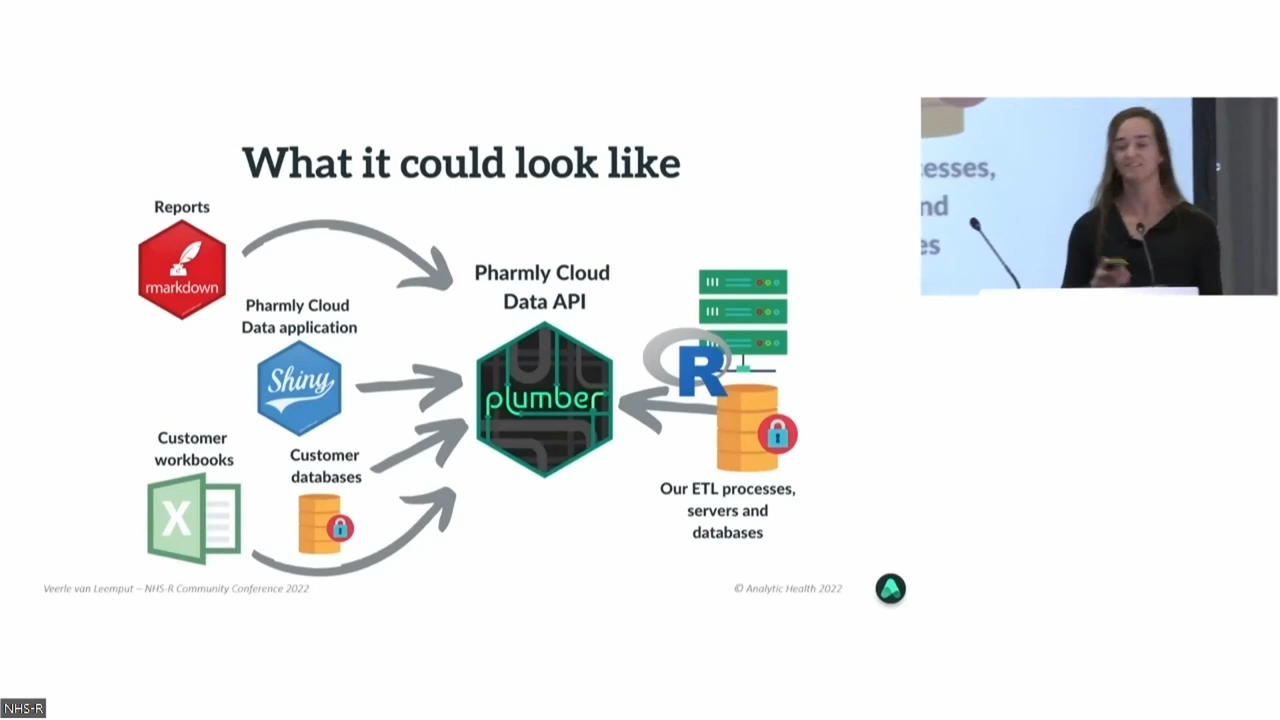 What it could look like
Reports
rmarkdown
Pharmly Cloud
Data application
Shiny
Customer
workbooks
X
Customer
databases
Pharmly Cloud
Data API
plumber
R
Our ETL processes,
servers and
databases
Veerle van Leemput – NHS-R Community Conference 2022
© Analytic Health 2022
esses,
nd
es
NHS-R